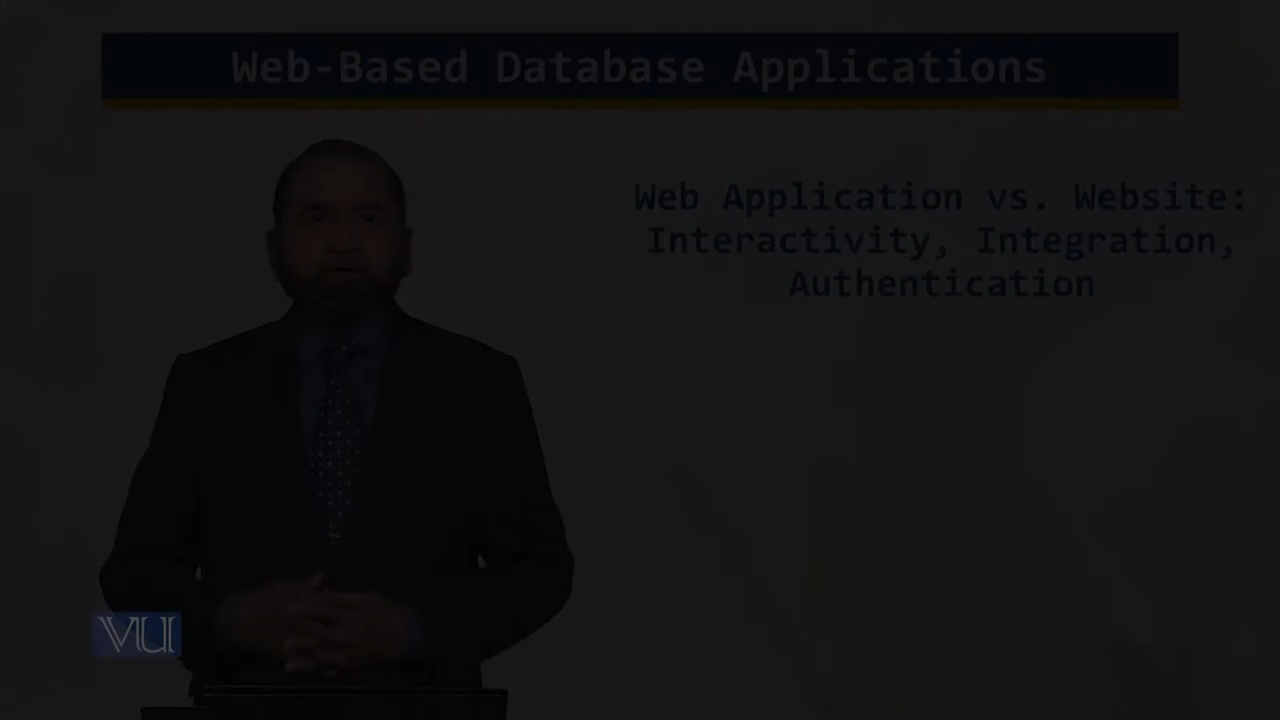 Web-Based Database Applications
Web Application vs. Website:
Interactivity, Integration,
Authentication
VU